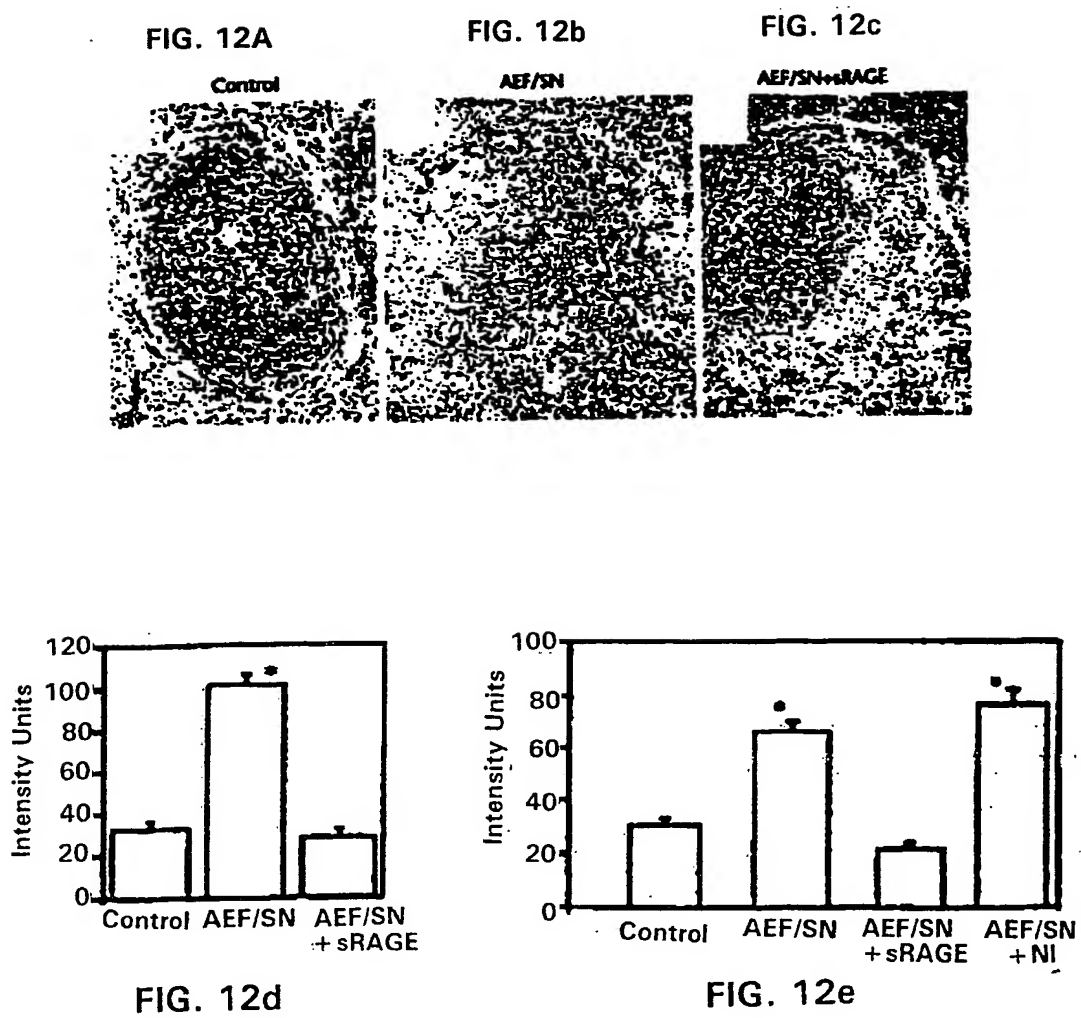 FIG. 12A
FIG. 12b
FIG. 12c
Control
AEF/SN
AEF/SN+sRAGE
Intensity Units
120
100
80
60
40
20
0
*
Control
AEF/SN
AEF/SN
+ sRAGE
FIG. 12d
Intensity Units
100
80
60
40
20
0
*
*
Control
AEF/SN
AEF/SN
+ sRAGE
AEF/SN
+ NI
FIG. 12e